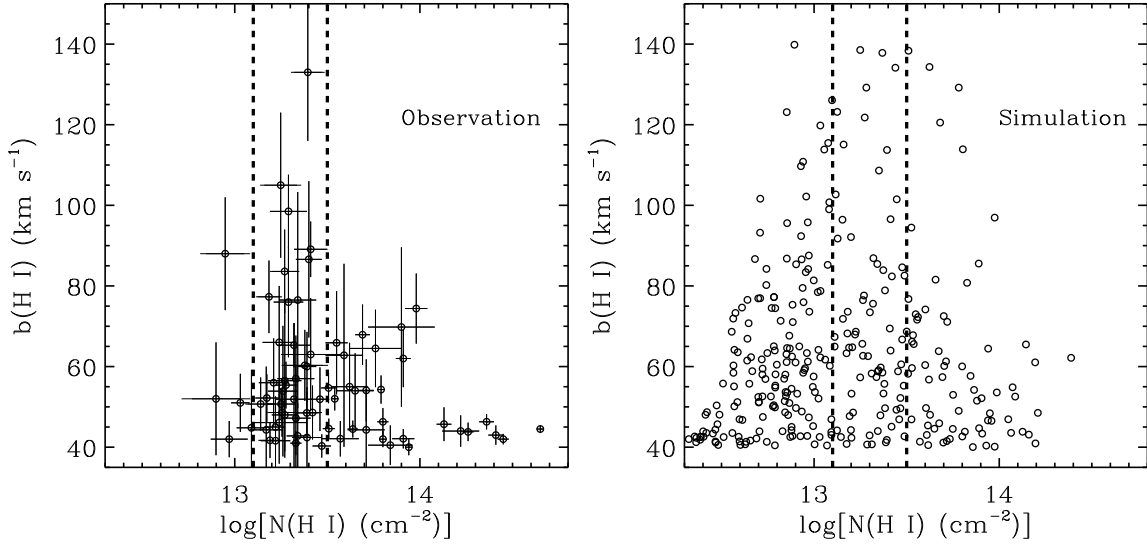 140
120
100
80
60
40
b(H I) (km s⁻¹)
Observation
13
14
log[N(H I) (cm⁻²)]
140
120
100
80
60
40
b(H I) (km s⁻¹)
Simulation
13
14
log[N(H I) (cm⁻²)]